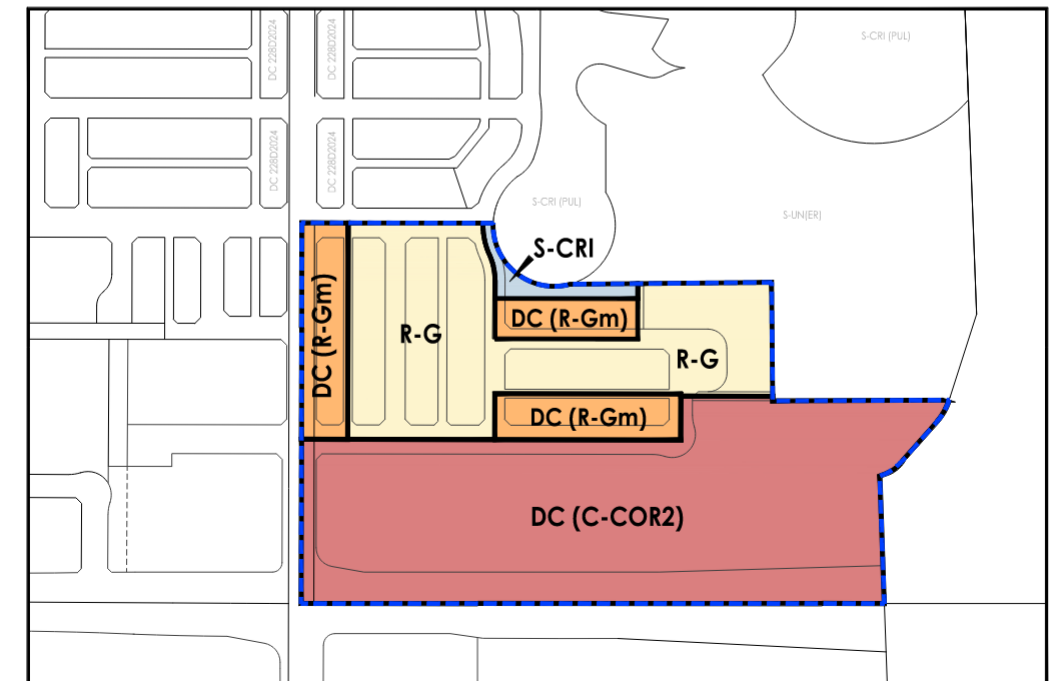 DC 228D2024
DC 228D2024
S-CRI (PUL)
DC 228D2024
DC 228D2024
S-CRI (PUL)
S-UN(ER)
S-CRI
DC (R-Gm)
DC (R-Gm)
R-G
R-G
DC (R-Gm)
DC (C-COR2)